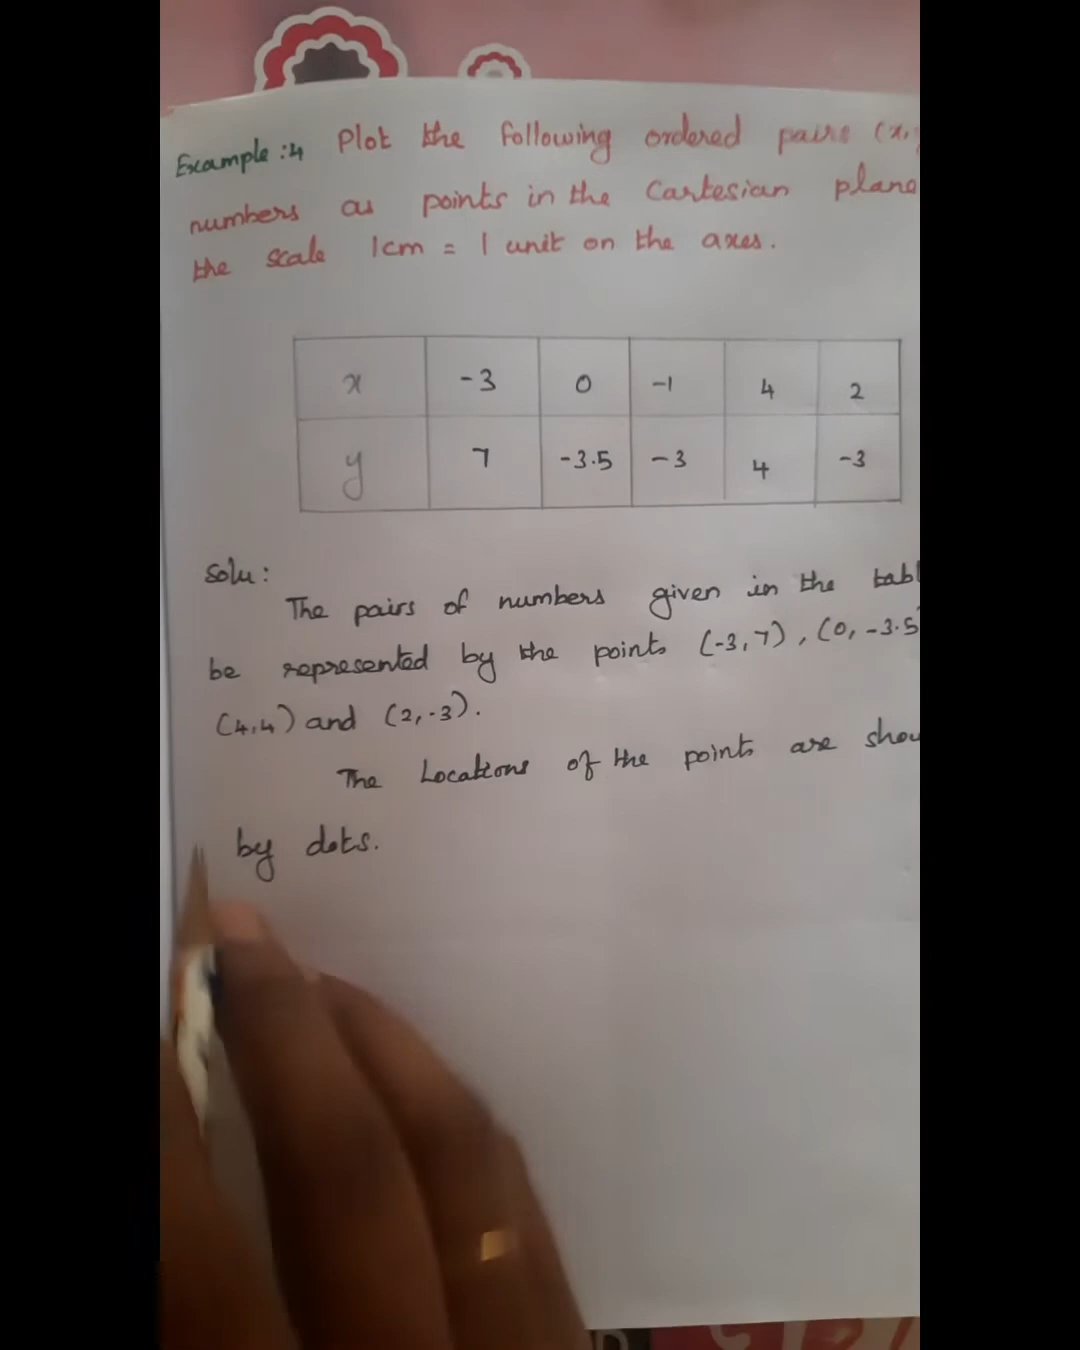 Example : 4 Plot the following ordered pairs (x,
numbers as points in the Cartesian plane
the scale 1cm = 1 unit on the axes.
x -3 0 -1 4 2
y 7 -3.5 -3 4 -3
Solu :
The pairs of numbers given in the
be represented by the points (-3,7), (0, -3.5
(4,4) and (2,-3).
The Locations of the points are
by dots.